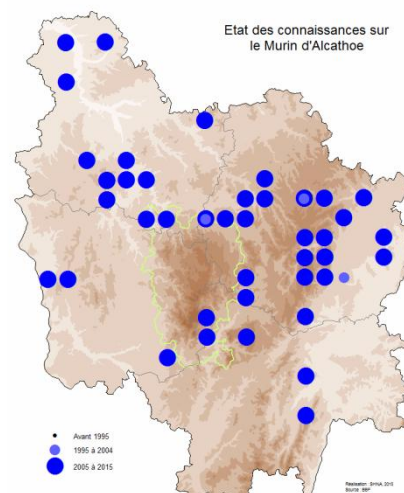 Etat des connaissances sur
le Murin d'Alcathoe
Avant 1995
1995 à 2004
2005 à 2015
Réalisation : SHNA, 2015
Source : BBF